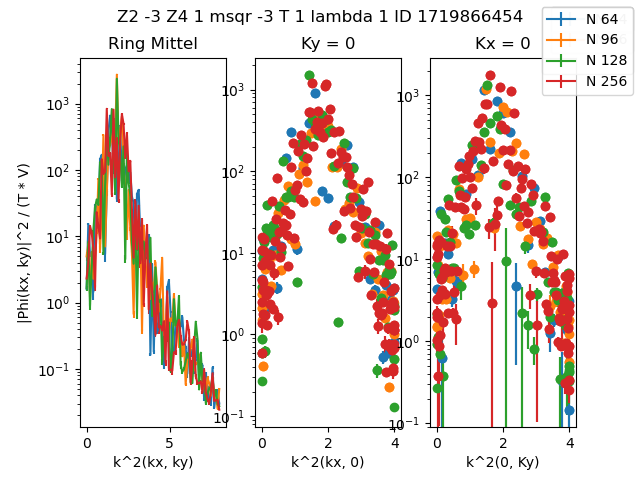 Z2 -3 Z4 1 msqr -3 T 1 lambda 1 ID 1719866454
N 64
N 96
N 128
N 256
Ring Mittel
Ky = 0
Kx = 0
|Phi(kx, ky)|^2 / (T * V)
10^3
10^2
10^1
10^0
10^-1
0
5
k^2(kx, ky)
10^3
10^2
10^1
10^0
10^-1
0
2
4
k^2(kx, 0)
10^3
10^2
10^1
10^0
10^-1
0
2
4
k^2(0, Ky)